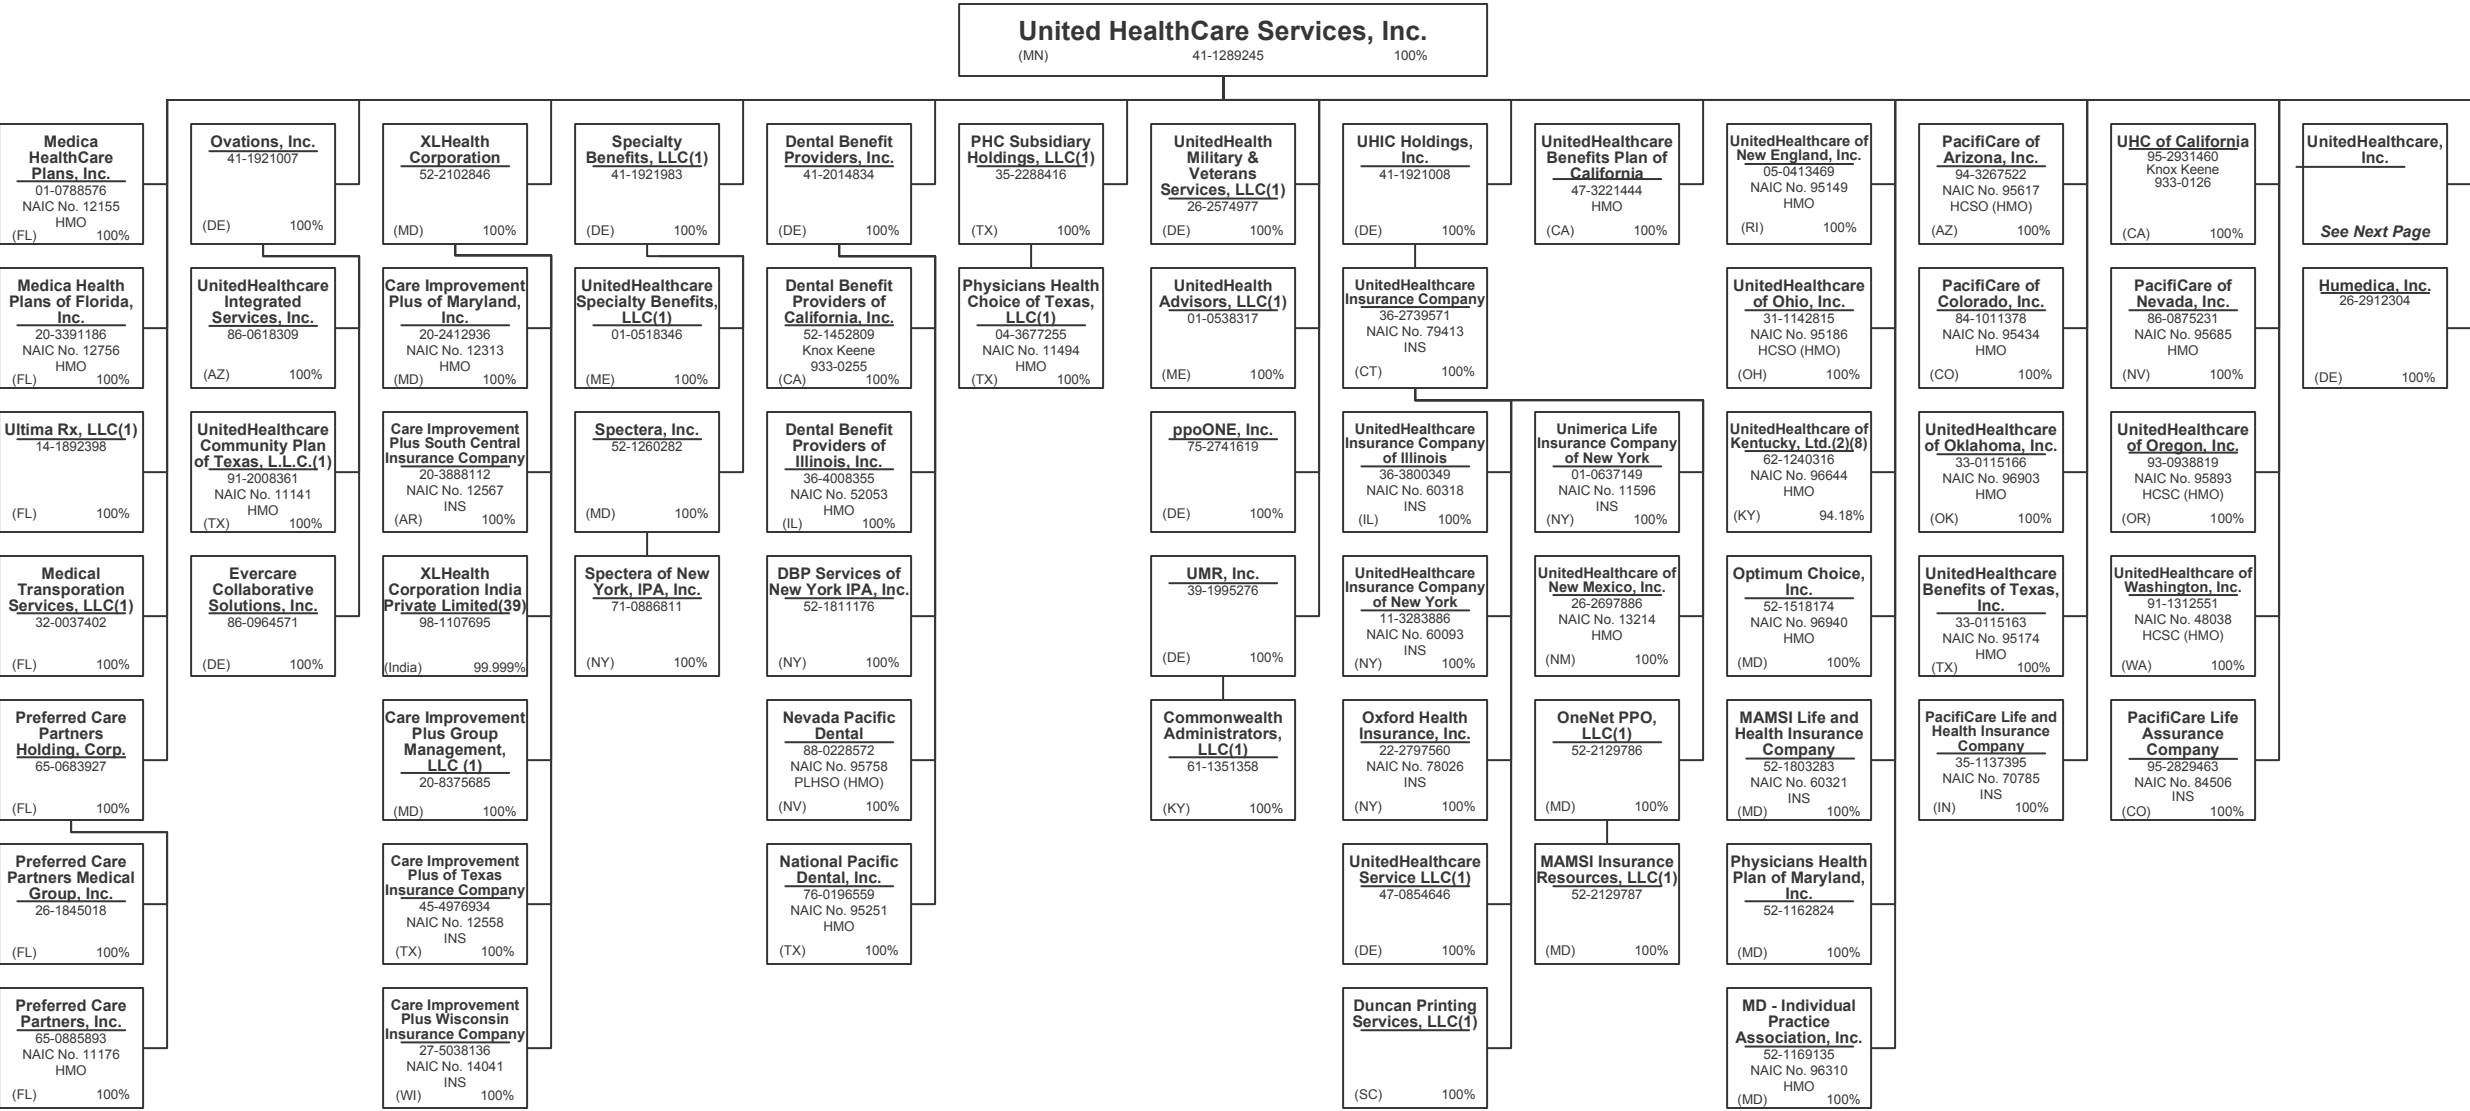 United HealthCare Services, Inc.
(MN) 41-1289245 100%
Medica
HealthCare
Plans, Inc.
01-0788576
NAIC No. 12155
HMO
(FL) 100%
Ovations, Inc.
41-1921007
(DE) 100%
XLHealth
Corporation
52-2102846
(MD) 100%
Specialty
Benefits, LLC(1)
41-1921983
(DE) 100%
Dental Benefit
Providers, Inc.
41-2014834
(DE) 100%
PHC Subsidiary
Holdings, LLC(1)
35-2288416
(TX) 100%
UnitedHealth
Military &
Veterans
Services, LLC(1)
26-2574977
(DE) 100%
UHIC Holdings,
Inc.
41-1921008
(DE) 100%
UnitedHealthcare
Benefits Plan of
California
47-3221444
HMO
(CA) 100%
UnitedHealthcare of
New England, Inc.
05-0413469
NAIC No. 95149
HMO
(RI) 100%
PacifiCare of
Arizona, Inc.
94-3267522
NAIC No. 95617
HCSO (HMO)
(AZ) 100%
UHC of California
95-2931460
Knox Keene
933-0126
(CA) 100%
UnitedHealthcare,
Inc.
See Next Page
Medica Health
Plans of Florida,
Inc.
20-3391186
NAIC No. 12756
HMO
(FL) 100%
UnitedHealthcare
Integrated
Services, Inc.
86-0618309
(AZ) 100%
Care Improvement
Plus of Maryland,
Inc.
20-2412936
NAIC No. 12313
HMO
(MD) 100%
UnitedHealthcare
Specialty Benefits,
LLC(1)
01-0518346
(ME) 100%
Dental Benefit
Providers of
California, Inc.
52-1452809
Knox Keene
933-0255
(CA) 100%
Physicians Health
Choice of Texas,
LLC(1)
04-3677255
NAIC No. 11494
HMO
(TX) 100%
UnitedHealth
Advisors, LLC(1)
01-0538317
(ME) 100%
UnitedHealthcare
Insurance Company
36-2739571
NAIC No. 79413
INS
(CT) 100%
UnitedHealthcare
of Ohio, Inc.
31-1142815
NAIC No. 95186
HCSO (HMO)
(OH) 100%
PacifiCare of
Colorado, Inc.
84-1011378
NAIC No. 95434
HMO
(CO) 100%
PacifiCare of
Nevada, Inc.
86-0875231
NAIC No. 95685
HMO
(NV) 100%
Humedica, Inc.
26-2912304
(DE) 100%
Ultima Rx, LLC(1)
14-1892398
(FL) 100%
UnitedHealthcare
Community Plan
of Texas, L.L.C.(1)
91-2008361
NAIC No. 11141
HMO
(TX) 100%
Care Improvement
Plus South Central
Insurance Company
20-3888112
NAIC No. 12567
INS
(AR) 100%
Spectera, Inc.
52-1260282
(MD) 100%
Dental Benefit
Providers of
Illinois, Inc.
36-4008355
NAIC No. 52053
HMO
(IL) 100%
ppoONE, Inc.
75-2741619
(DE) 100%
UnitedHealthcare
Insurance Company
of Illinois
36-3800349
NAIC No. 60318
INS
(IL) 100%
Unimerica Life
Insurance Company
of New York
01-0637149
NAIC No. 11596
INS
(NY) 100%
UnitedHealthcare of
Kentucky, Ltd.(2)(8)
62-1240316
NAIC No. 96644
HMO
(KY) 94.18%
UnitedHealthcare
of Oklahoma, Inc.
33-0115166
NAIC No. 96903
HMO
(OK) 100%
UnitedHealthcare
of Oregon, Inc.
93-0938819
NAIC No. 95893
HCSC (HMO)
(OR) 100%
Medical
Transporation
Services, LLC(1)
32-0037402
(FL) 100%
Evercare
Collaborative
Solutions, Inc.
86-0964571
(DE) 100%
XLHealth
Corporation India
Private Limited(39)
98-1107695
(India) 99.999%
Spectera of New
York, IPA, Inc.
71-0886811
(NY) 100%
DBP Services of
New York IPA, Inc.
52-1811176
(NY) 100%
UMR, Inc.
39-1995276
(DE) 100%
UnitedHealthcare
Insurance Company
of New York
11-3283886
NAIC No. 60093
INS
(NY) 100%
UnitedHealthcare of
New Mexico, Inc.
26-2697886
NAIC No. 13214
HMO
(NM) 100%
Optimum Choice,
Inc.
52-1518174
NAIC No. 96940
HMO
(MD) 100%
UnitedHealthcare
Benefits of Texas,
Inc.
33-0115163
NAIC No. 95174
HMO
(TX) 100%
UnitedHealthcare of
Washington, Inc.
91-1312551
NAIC No. 48038
HCSC (HMO)
(WA) 100%
Preferred Care
Partners
Holding, Corp.
65-0683927
(FL) 100%
Care Improvement
Plus Group
Management,
LLC (1)
20-8375685
(MD) 100%
Nevada Pacific
Dental
88-0228572
NAIC No. 95758
PLHSO (HMO)
(NV) 100%
Commonwealth
Administrators,
LLC(1)
61-1351358
(KY) 100%
Oxford Health
Insurance, Inc.
22-2797560
NAIC No. 78026
INS
(NY) 100%
OneNet PPO,
LLC(1)
52-2129786
(MD) 100%
MAMSI Life and
Health Insurance
Company
52-1803283
NAIC No. 60321
INS
(MD) 100%
PacifiCare Life and
Health Insurance
Company
35-1137395
NAIC No. 70785
INS
(IN) 100%
PacifiCare Life
Assurance
Company
95-2829463
NAIC No. 84506
INS
(CO) 100%
Preferred Care
Partners Medical
Group, Inc.
26-1845018
(FL) 100%
Care Improvement
Plus of Texas
Insurance Company
45-4976934
NAIC No. 12558
INS
(TX) 100%
National Pacific
Dental, Inc.
76-0196559
NAIC No. 95251
HMO
(TX) 100%
UnitedHealthcare
Service LLC(1)
47-0854646
(DE) 100%
MAMSI Insurance
Resources, LLC(1)
52-2129787
(MD) 100%
Physicians Health
Plan of Maryland,
Inc.
52-1162824
(MD) 100%
Preferred Care
Partners, Inc.
65-0885893
NAIC No. 11176
HMO
(FL) 100%
Care Improvement
Plus Wisconsin
Insurance Company
27-5038136
NAIC No. 14041
INS
(WI) 100%
Duncan Printing
Services, LLC(1)
(SC) 100%
MD - Individual
Practice
Association, Inc.
52-1169135
NAIC No. 96310
HMO
(MD) 100%